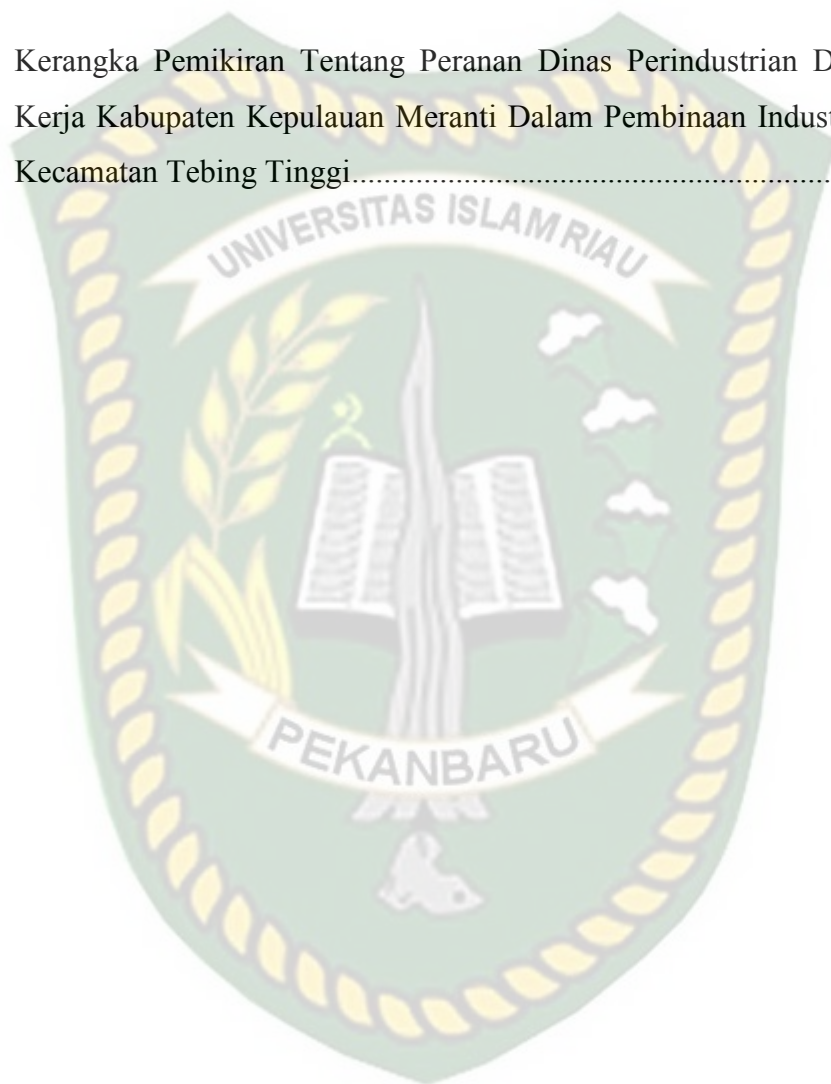 Kerangka Pemikiran Tentang Peranan Dinas Perindustrian D
Kerja Kabupaten Kepulauan Meranti Dalam Pembinaan Indust
Kecamatan Tebing Tinggi............................................................
UNIVERSITAS ISLAM RIAU
PEKANBARU